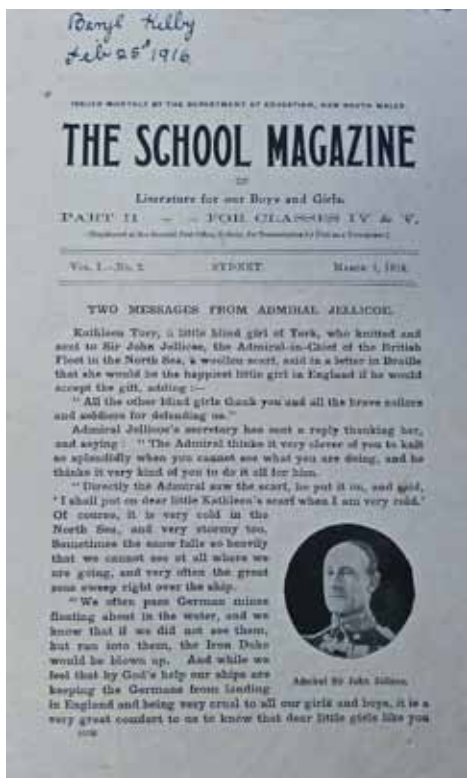 Beryl Kilby
Feb 25th 1916
ISSUED MONTHLY BY THE DEPARTMENT OF EDUCATION, NEW SOUTH WALES
THE SCHOOL MAGAZINE
OF
Literature for our Boys and Girls.
PART II - - FOR CLASSES IV & V.
[Registered at the General Post Office, Sydney, for Transmission by Post as a Newspaper.]
VOL. 1.—No. 2. SYDNEY. MARCH 1, 1916.
TWO MESSAGES FROM ADMIRAL JELLICOE.
Kathleen Tory, a little blind girl of York, who knitted and
sent to Sir John Jellicoe, the Admiral-in-Chief of the British
Fleet in the North Sea, a woollen scarf, said in a letter in Braille
that she would be the happiest little girl in England if he would
accept the gift, adding :—
"All the other blind girls thank you and all the brave sailors
and soldiers for defending us."
Admiral Jellicoe's secretary has sent a reply thanking her,
and saying : "The Admiral thinks it very clever of you to knit
so splendidly when you cannot see what you are doing, and he
thinks it very kind of you to do it all for him.
"Directly the Admiral saw the scarf, he put it on, and said,
'I shall put on dear little Kathleen's scarf when I am very cold.'
Of course, it is very cold in the
North Sea, and very stormy too.
Sometimes the snow falls so heavily
that we cannot see at all where we
are going, and very often the great
seas sweep right over the ship.
"We often pass German mines
floating about in the water, and we
know that if we did not see them,
but ran into them, the Iron Duke
would be blown up. And while we
feel that by God's help our ships are
keeping the Germans from landing
in England and being very cruel to all our girls and boys, it is a
very great comfort to us to know that dear little girls like you
Admiral Sir John Jellicoe.